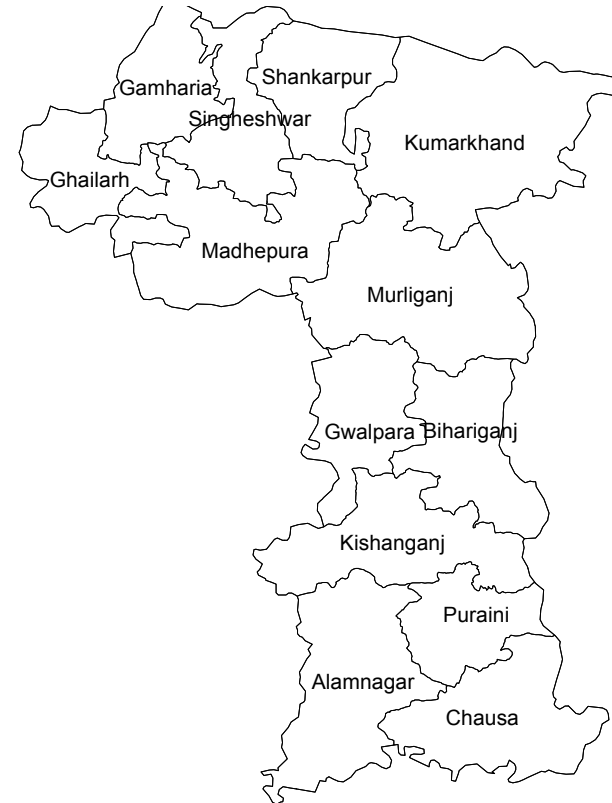 Shankarpur
Gamharia
Singheshwar
Kumarkhand
Ghailarh
Madhepura
Murliganj
Gwalpara
Bihariganj
Kishanganj
Puraini
Alamnagar
Chausa